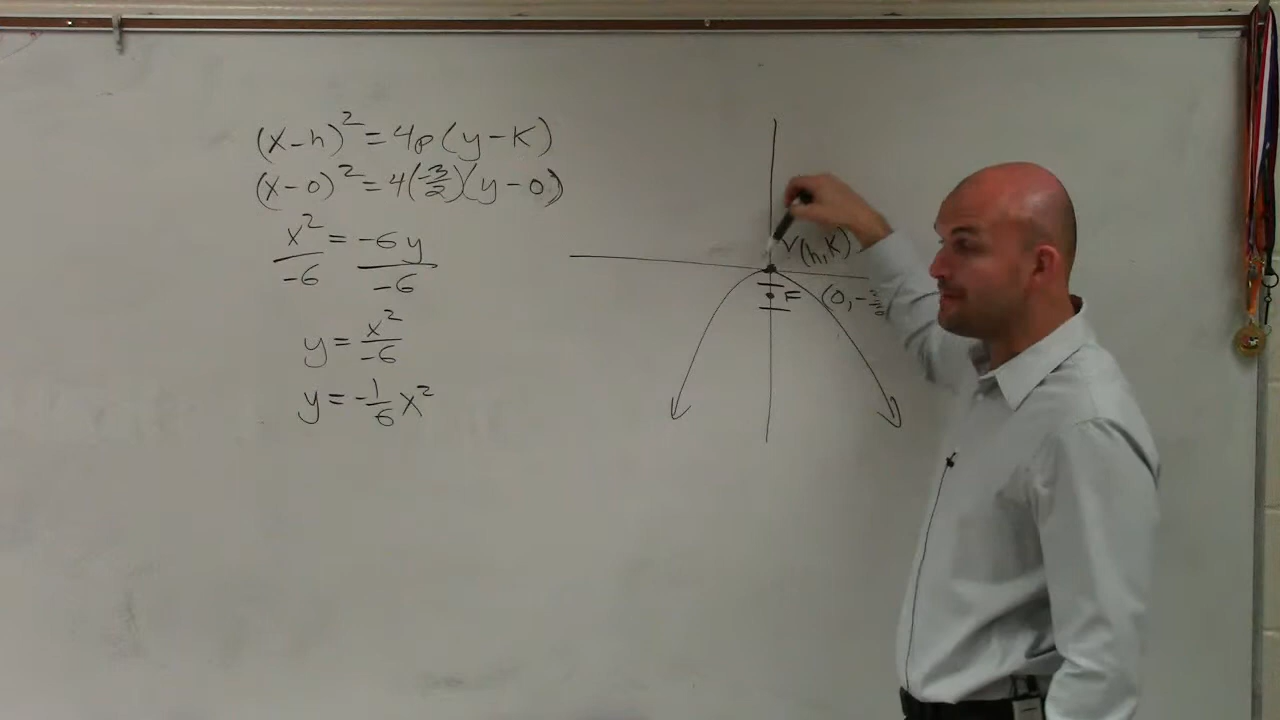 (x-h)² = 4p(y-k)
(x-0)² = 4(-3/2)(y-0)
x²/-6 = -6y/-6
y = x²/-6
y = -1/6 x²
V(h,k)
F (0, -3/2